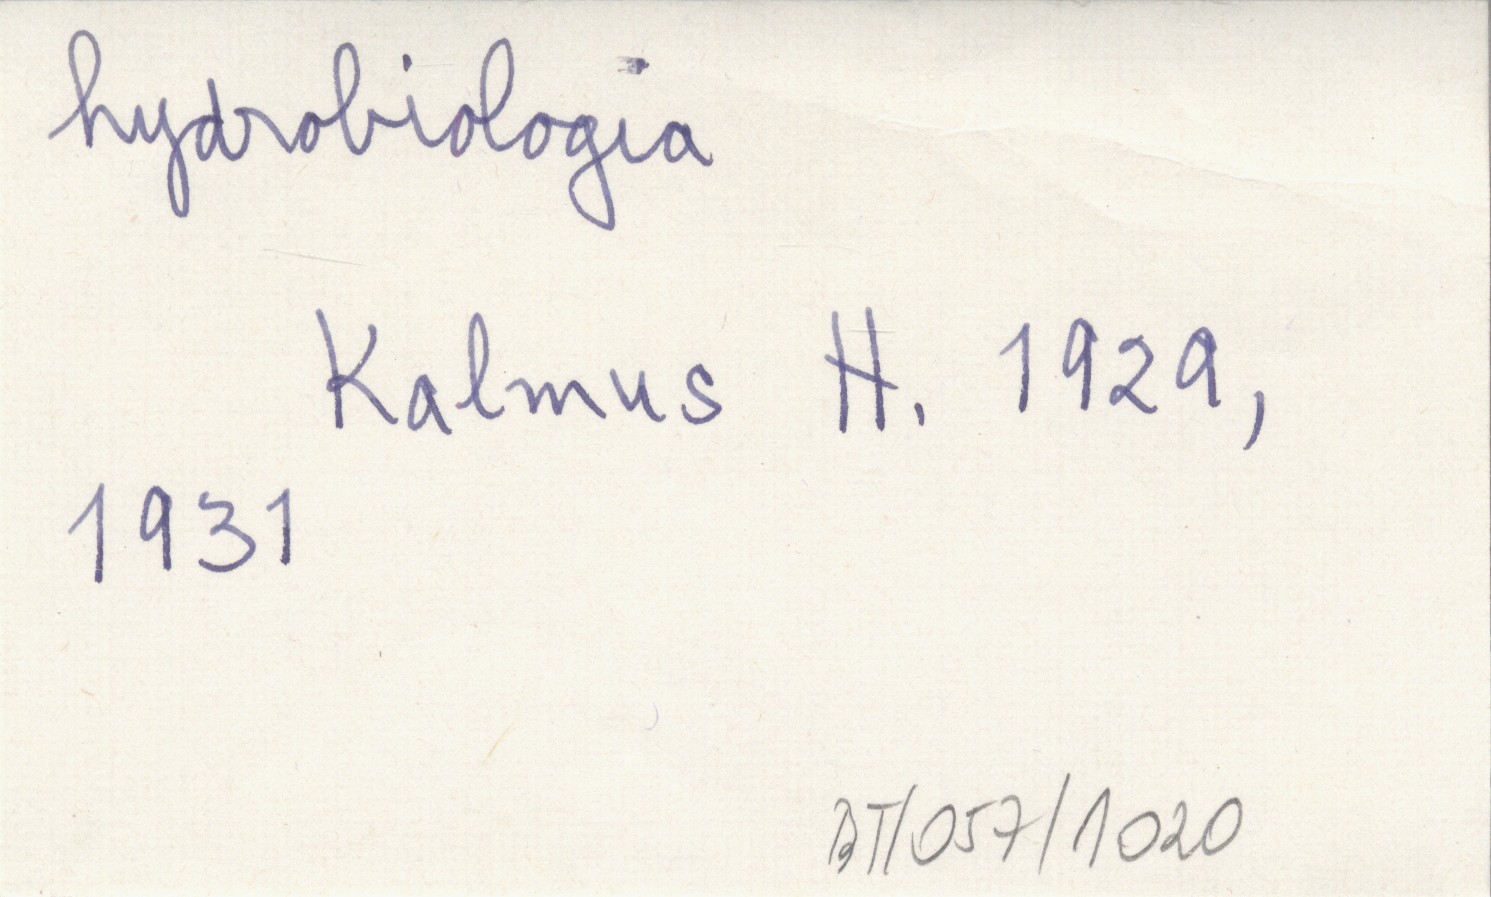 hydrobiologia
Kalmus H. 1929,
1931
BT/057/1020